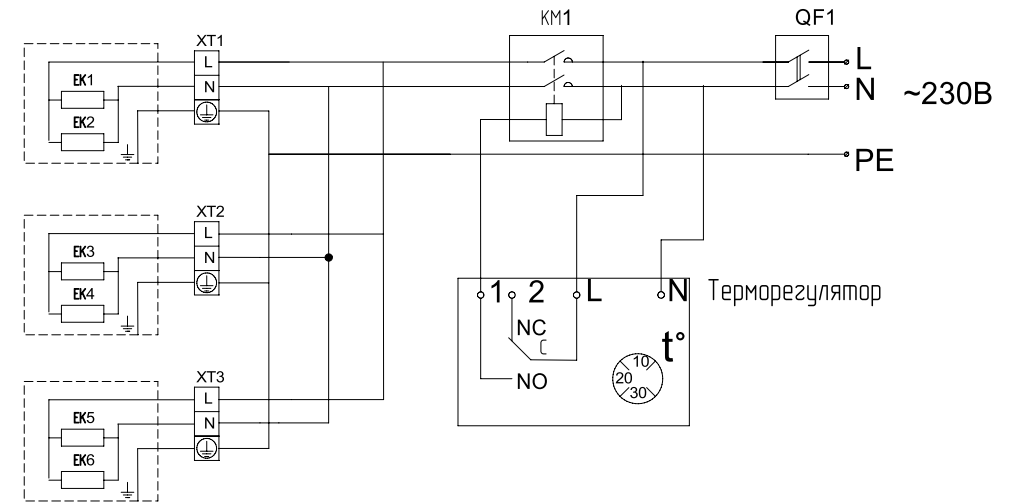 KM1
QF1
XT1
L
N
EK1
EK2
L
N
~230В
PE
XT2
L
N
EK3
EK4
1 2 L N Терморегулятор
NC
С
NO
t°
10
20
30
XT3
L
N
EK5
EK6